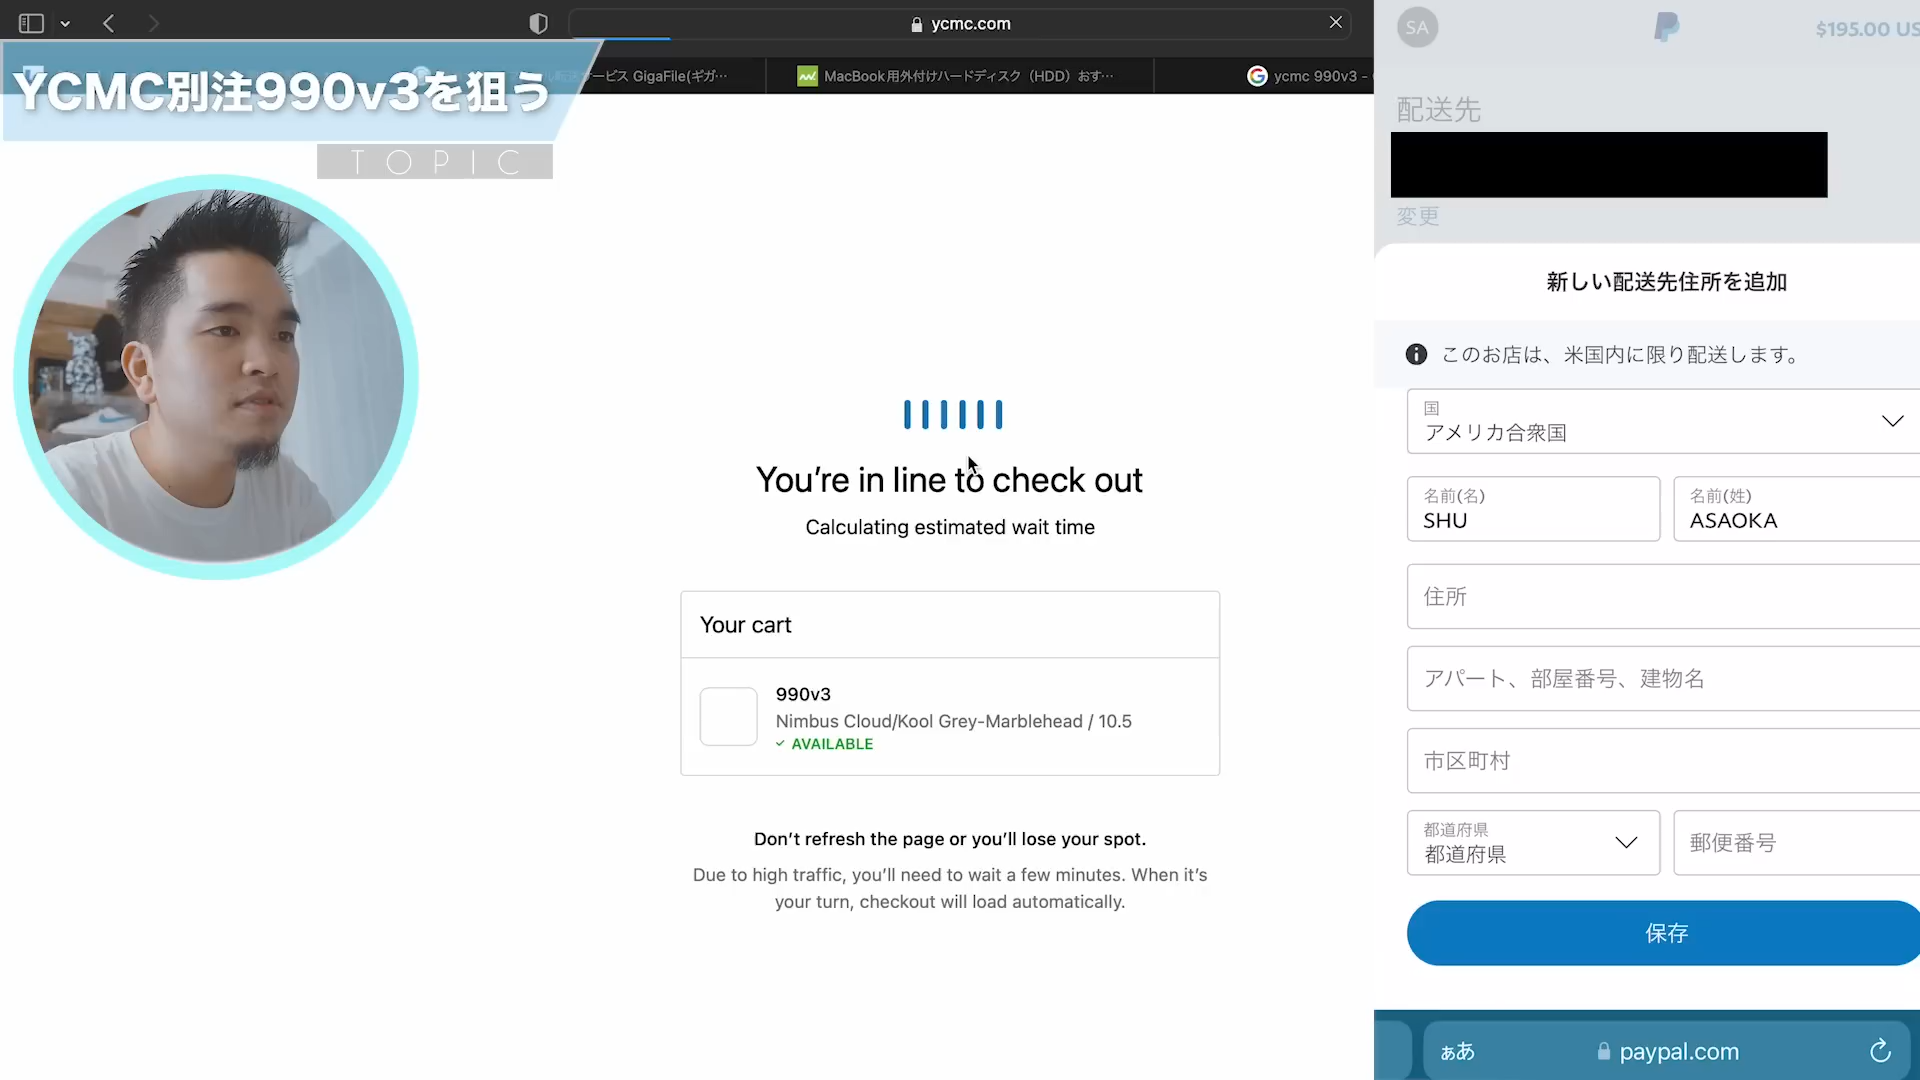 ycmc.com
サービス GigaFile(ギガ…
MacBook用外付けハードディスク（HDD）おす…
ycmc 990v3 -
YCMC別注990v3を狙う
TOPIC
You're in line to check out
Calculating estimated wait time
Your cart
990v3
Nimbus Cloud/Kool Grey-Marblehead / 10.5
AVAILABLE
Don't refresh the page or you'll lose your spot.
Due to high traffic, you'll need to wait a few minutes. When it's
your turn, checkout will load automatically.
SA
$195.00 US
配送先
変更
新しい配送先住所を追加
このお店は、米国内に限り配送します。
国
アメリカ合衆国
名前(名)
SHU
名前(姓)
ASAOKA
住所
アパート、部屋番号、建物名
市区町村
都道府県
都道府県
郵便番号
保存
ぁあ
paypal.com